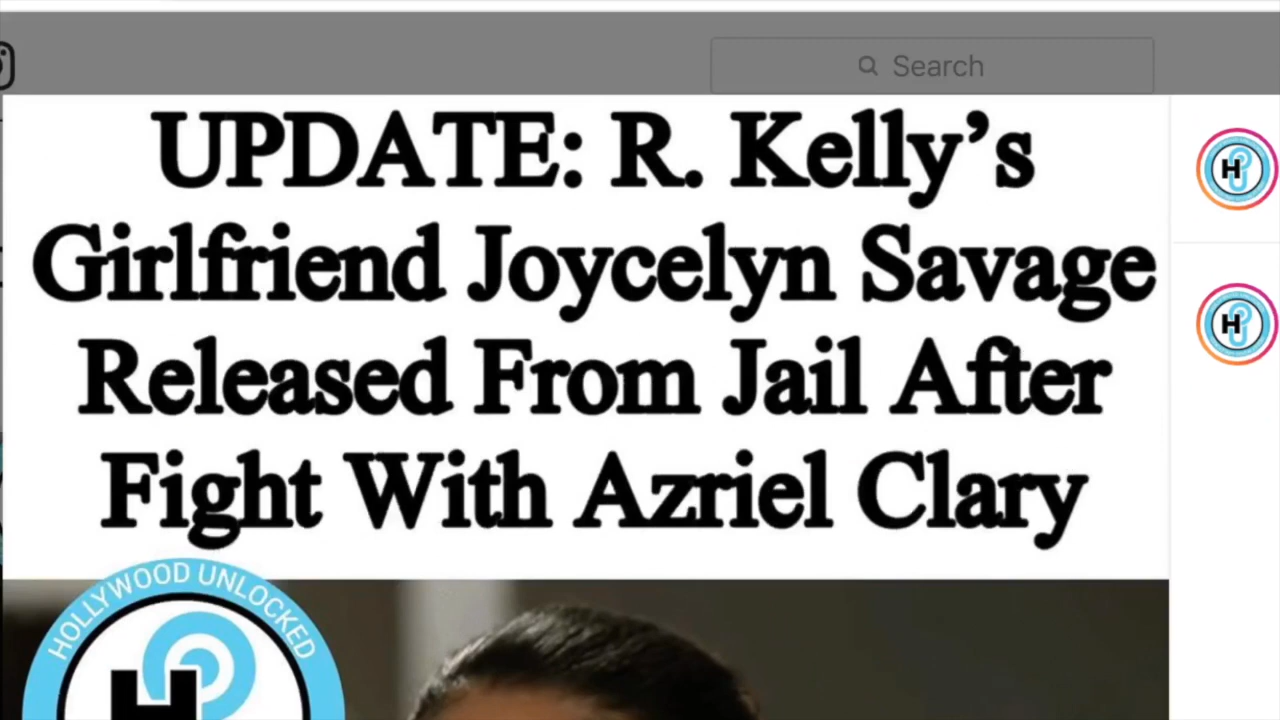 Search
UPDATE: R. Kelly’s
Girlfriend Joycelyn Savage
Released From Jail After
Fight With Azriel Clary
HOLLYWOOD UNLOCKED
H
H
H